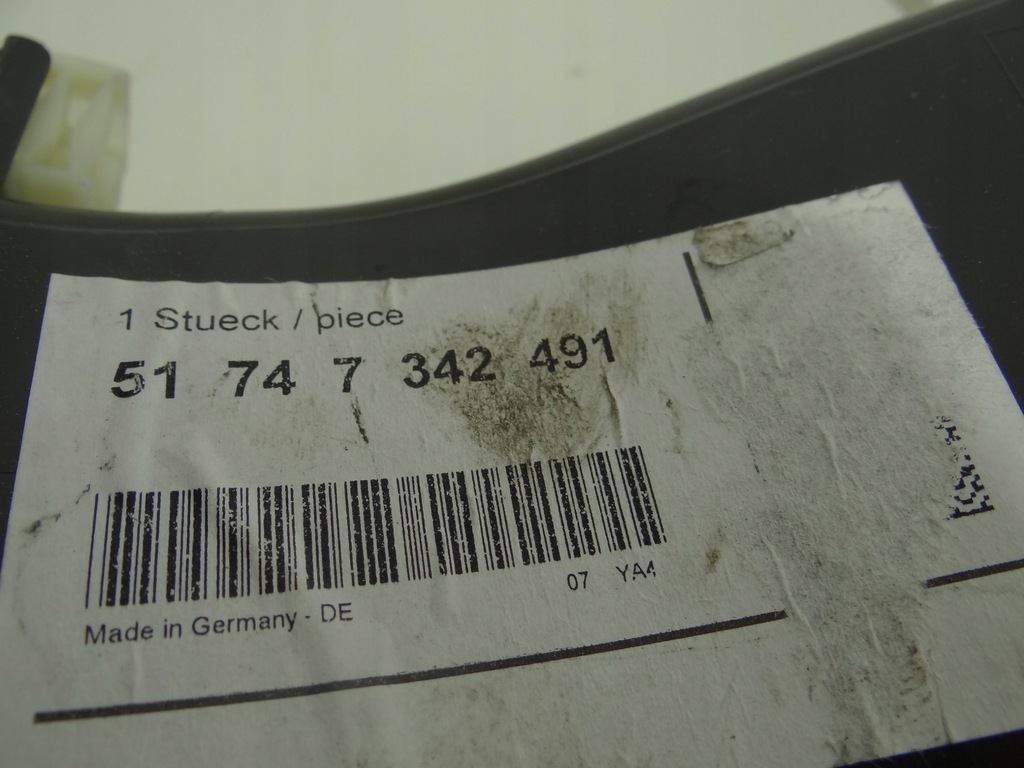 1 Stueck / piece
51 74 7 342 491
07 YA4
Made in Germany - DE